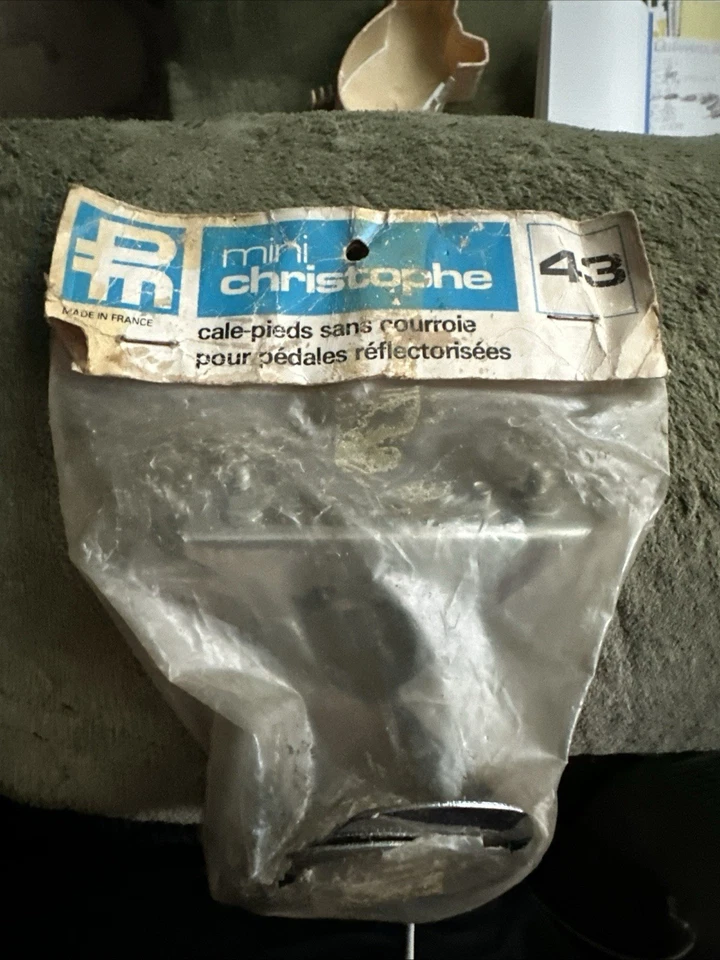 mini
christophe
43
MADE IN FRANCE
cale-pieds sans courroie
pour pédales réflectorisées